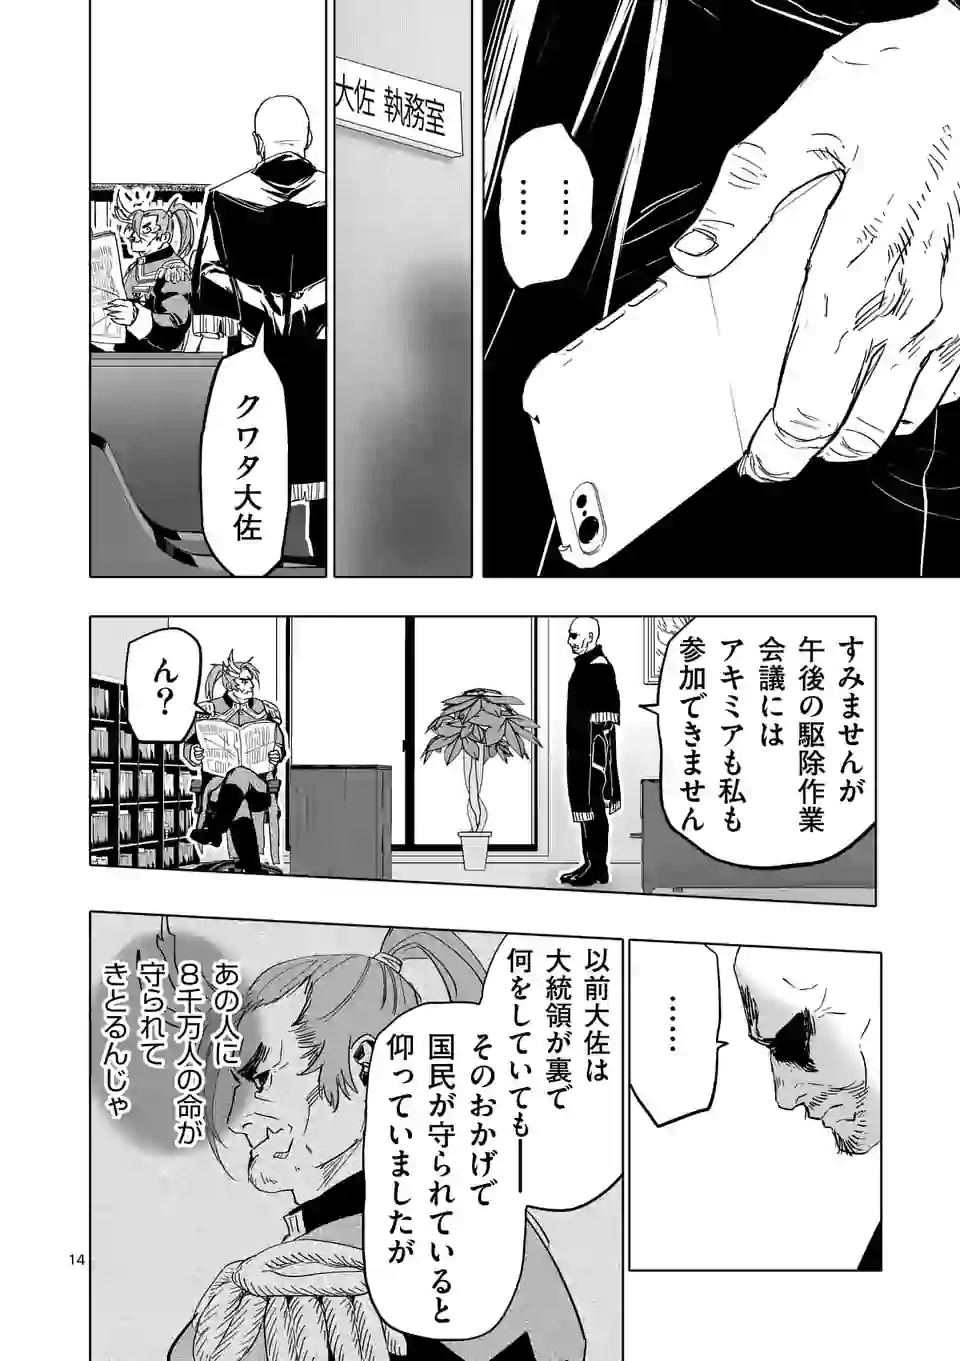 ………
………
大佐 執務室
クワタ大佐
すみませんが
午後の駆除作業
会議には
アキミアも私も
参加できません
ん?
………
以前大佐は
大統領が裏で
何をしていても――
そのおかげで
国民が守られていると
仰っていましたが
あの人に
8千万人の命が
守られて
きとるんじゃ
14